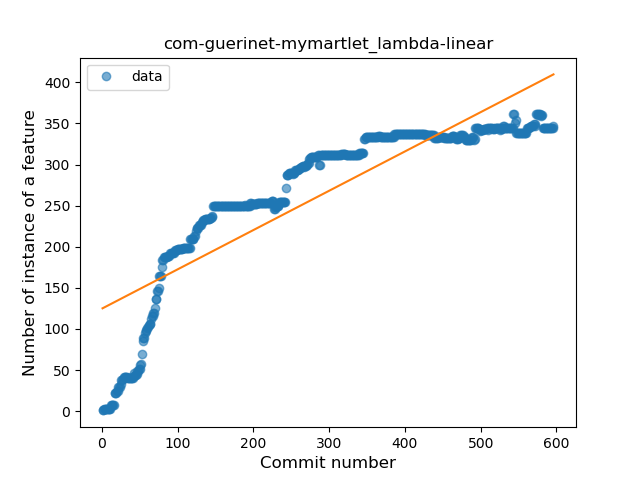 com-guerinet-mymartlet_lambda-linear
data
Number of instance of a feature
400
350
300
250
200
150
100
50
0
0 100 200 300 400 500 600
Commit number